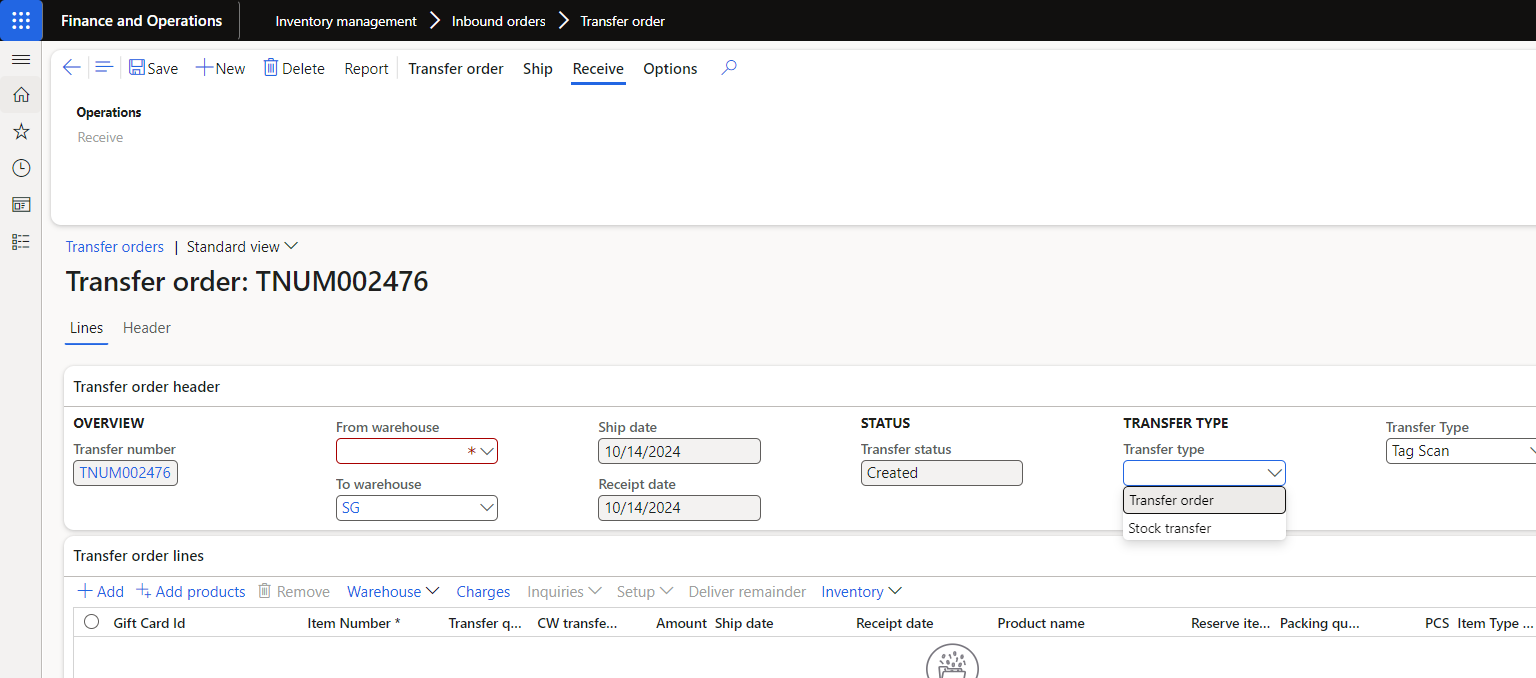 Finance and Operations
Inventory management
Inbound orders
Transfer order
Save
New
Delete
Report
Transfer order
Ship
Receive
Options
Operations
Receive
Transfer orders | Standard view
Transfer order: TNUM002476
Lines
Header
Transfer order header
OVERVIEW
Transfer number
TNUM002476
From warehouse
*
To warehouse
SG
Ship date
10/14/2024
Receipt date
10/14/2024
STATUS
Transfer status
Created
TRANSFER TYPE
Transfer type
Transfer order
Stock transfer
Transfer Type
Tag Scan
Transfer order lines
Add
Add products
Remove
Warehouse
Charges
Inquiries
Setup
Deliver remainder
Inventory
Gift Card Id
Item Number *
Transfer q...
CW transfe...
Amount
Ship date
Receipt date
Product name
Reserve ite...
Packing qu...
PCS
Item Type ...